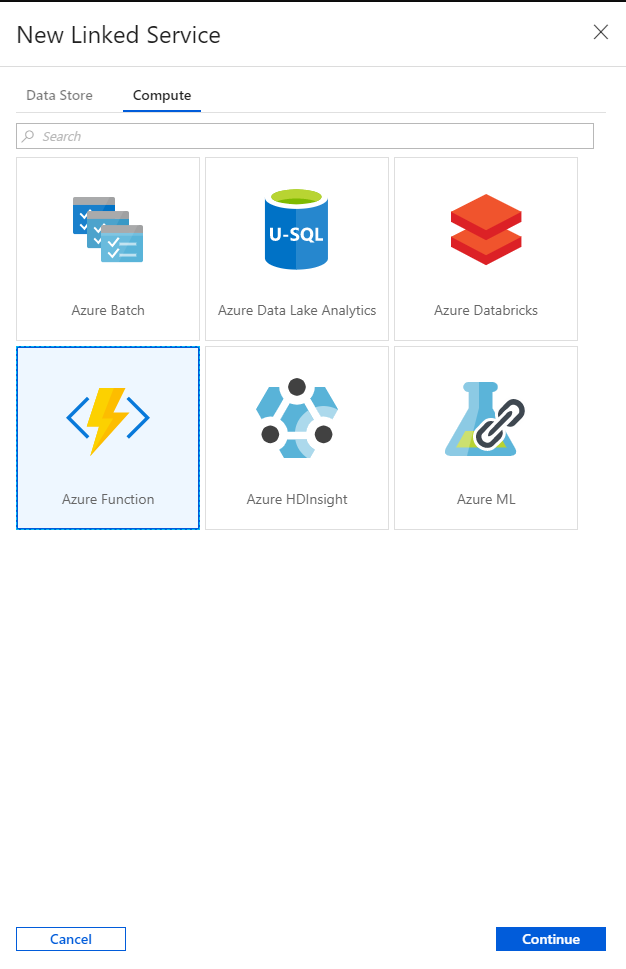 New Linked Service
Data Store
Compute
Search
U-SQL
Azure Batch
Azure Data Lake Analytics
Azure Databricks
Azure Function
Azure HDInsight
Azure ML
Cancel
Continue